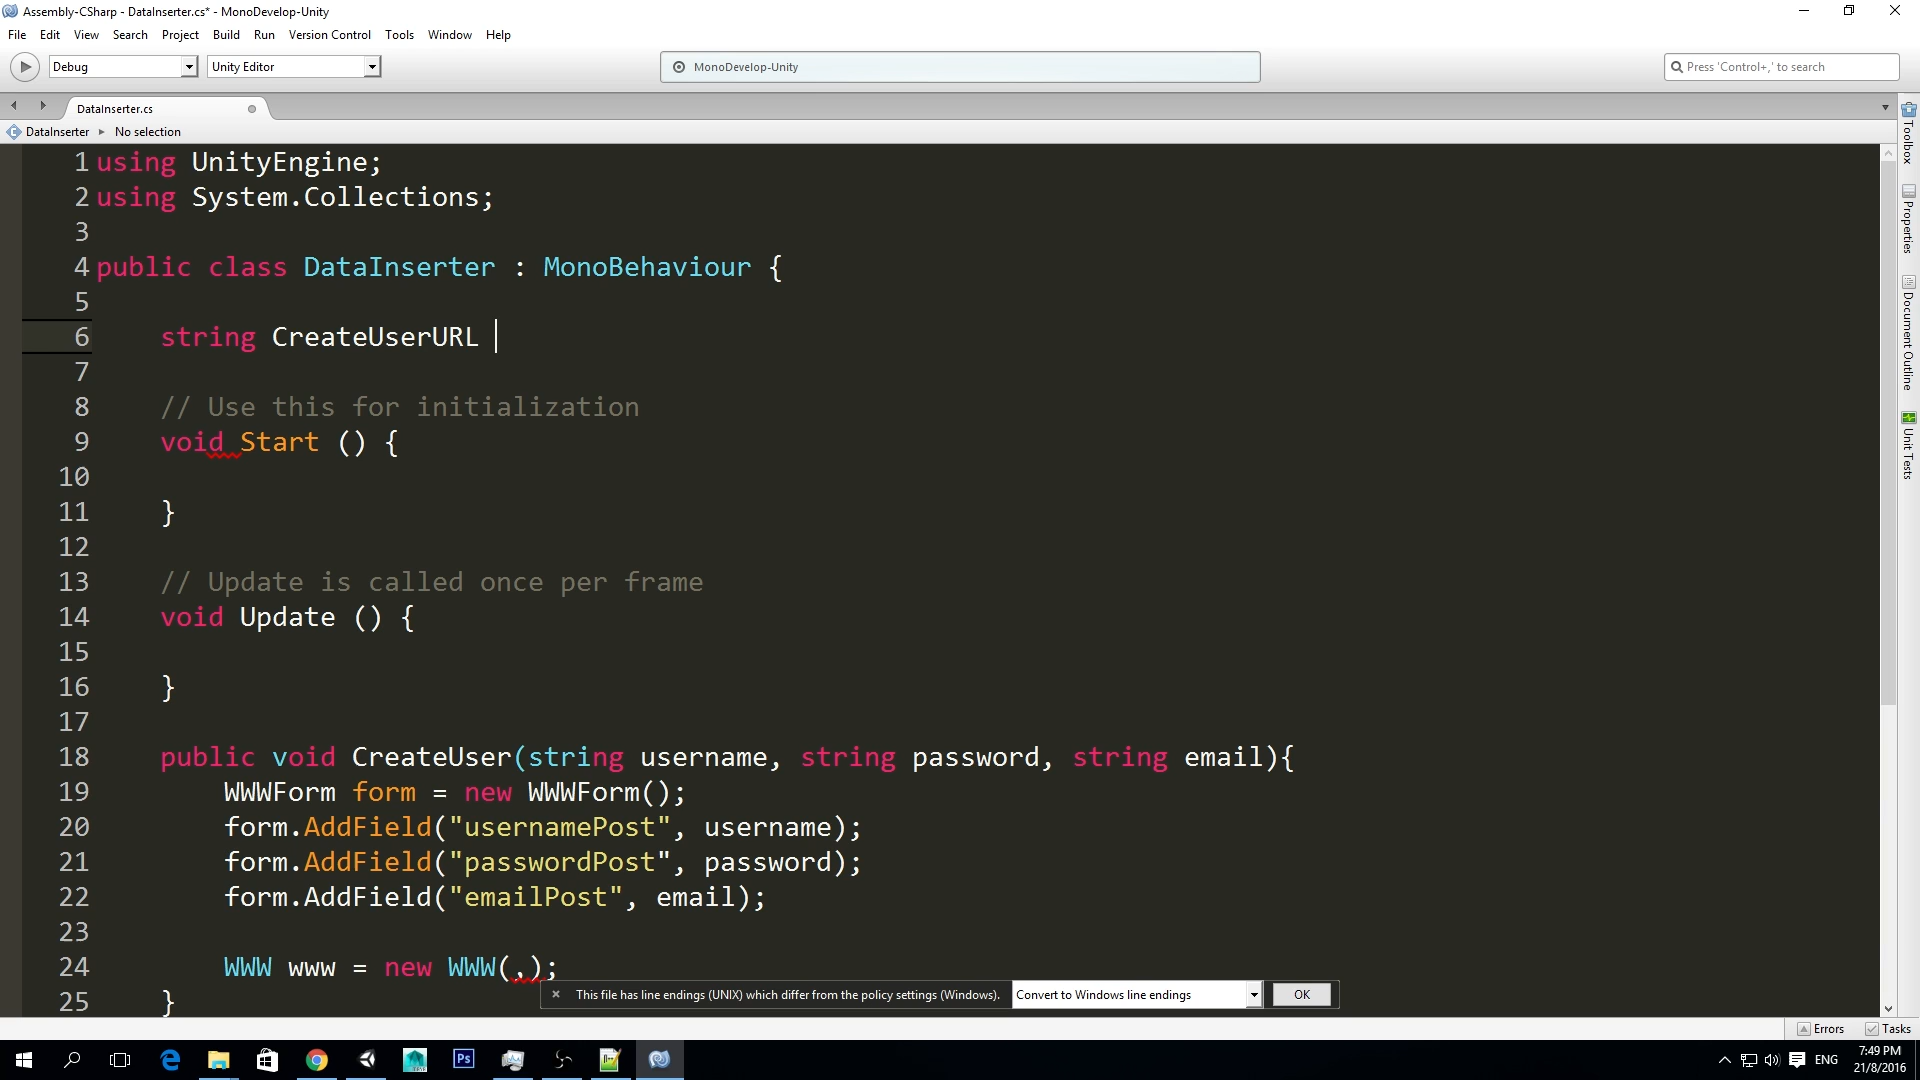 Assembly-CSharp - DataInserter.cs* - MonoDevelop-Unity
File Edit View Search Project Build Run Version Control Tools Window Help
Debug Unity Editor MonoDevelop-Unity Press 'Control+,' to search
DataInserter.cs
DataInserter No selection
1 using UnityEngine;
2 using System.Collections;
3
4 public class DataInserter : MonoBehaviour {
5
6 string CreateUserURL
7
8 // Use this for initialization
9 void Start () {
10
11 }
12
13 // Update is called once per frame
14 void Update () {
15
16 }
17
18 public void CreateUser(string username, string password, string email){
19 WWWForm form = new WWWForm();
20 form.AddField("usernamePost", username);
21 form.AddField("passwordPost", password);
22 form.AddField("emailPost", email);
23
24 WWW www = new WWW(,);
25 }
This file has line endings (UNIX) which differ from the policy settings (Windows). Convert to Windows line endings OK
Toolbox
Properties
Document Outline
Unit Tests
Errors Tasks
Ps
ENG
7:49 PM
21/8/2016